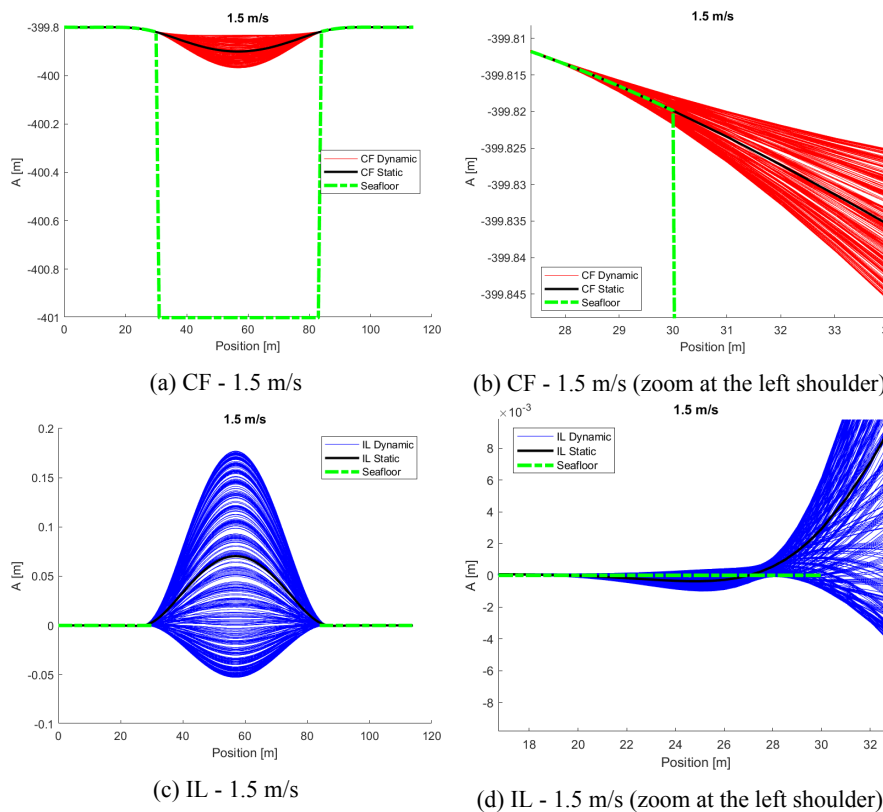 1.5 m/s
-399.8
-400
-400.2
-400.4
-400.6
-400.8
-401
A [m]
0 20 40 60 80 100 120
Position [m]
CF Dynamic
CF Static
Seafloor
(a) CF - 1.5 m/s
1.5 m/s
-399.81
-399.815
-399.82
-399.825
-399.83
-399.835
-399.84
-399.845
A [m]
28 29 30 31 32 33
Position [m]
CF Dynamic
CF Static
Seafloor
(b) CF - 1.5 m/s (zoom at the left shoulder)
1.5 m/s
0.2
0.15
0.1
0.05
0
-0.05
-0.1
A [m]
0 20 40 60 80 100 120
Position [m]
IL Dynamic
IL Static
Seafloor
(c) IL - 1.5 m/s
×10⁻³
1.5 m/s
8
6
4
2
0
-2
-4
-6
-8
A [m]
18 20 22 24 26 28 30 32
Position [m]
IL Dynamic
IL Static
Seafloor
(d) IL - 1.5 m/s (zoom at the left shoulder)